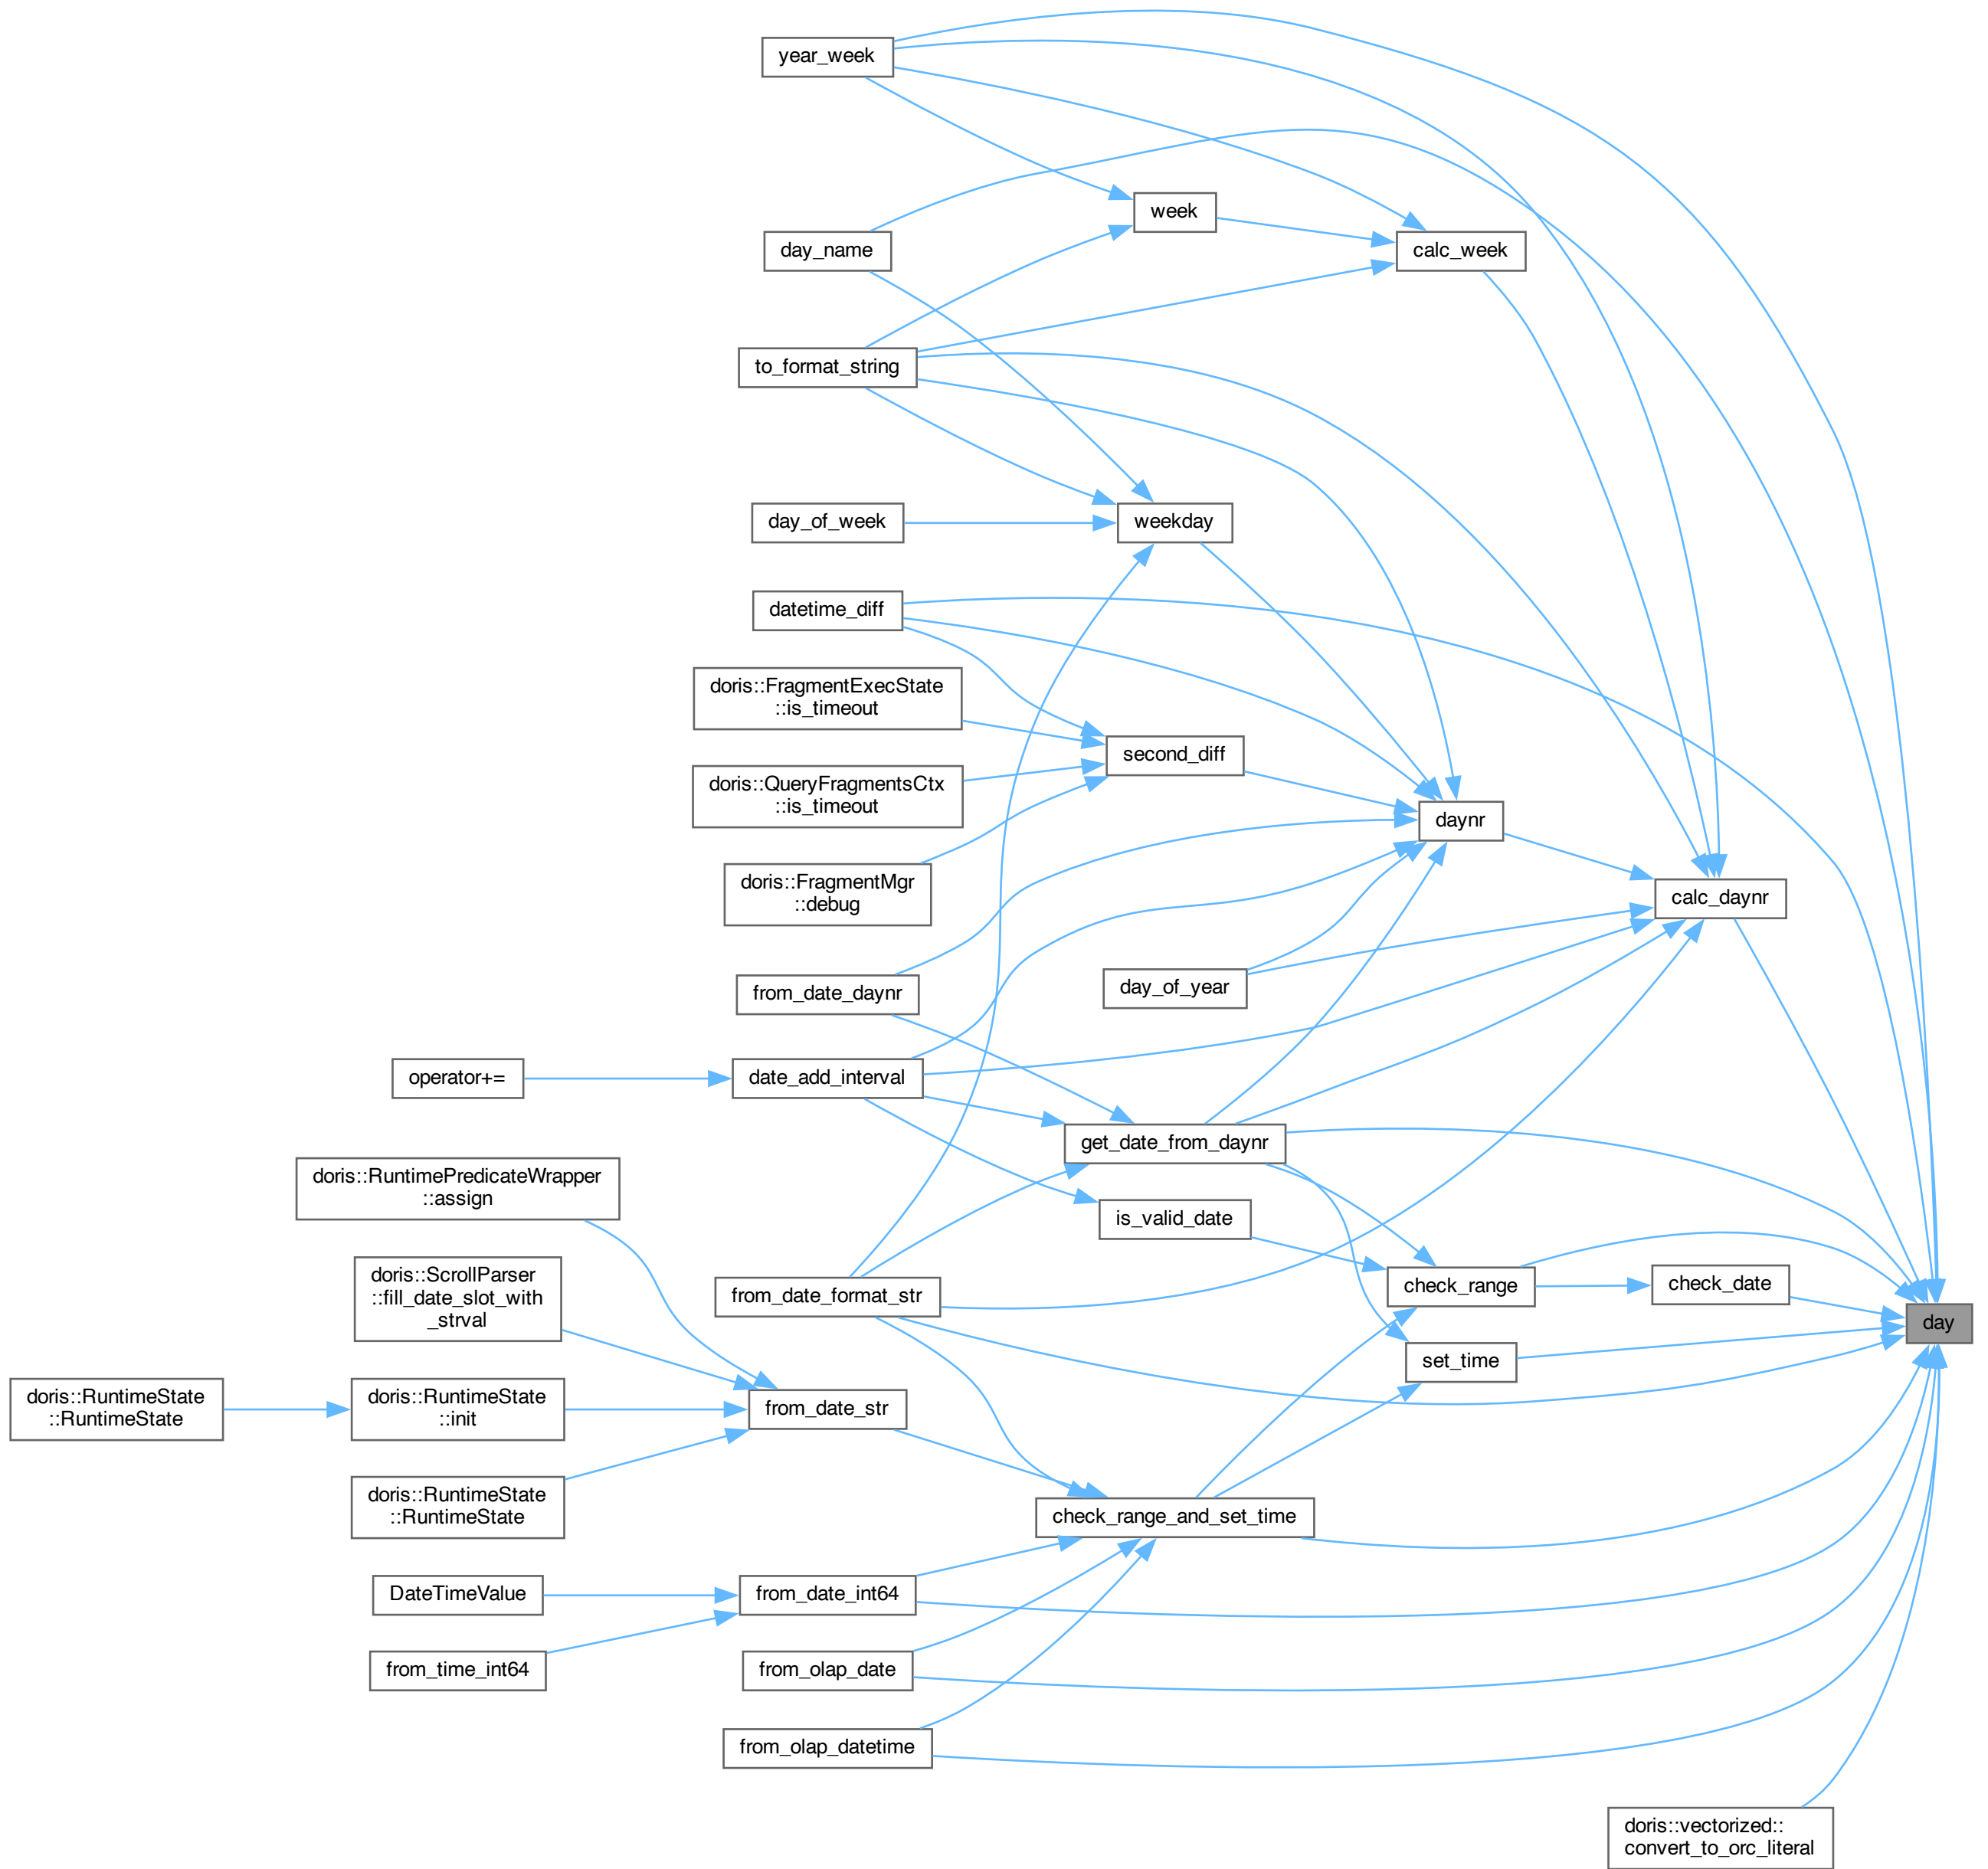 year_week
week
calc_week
day_name
to_format_string
day_of_week
weekday
datetime_diff
doris::FragmentExecState
::is_timeout
second_diff
doris::QueryFragmentsCtx
::is_timeout
daynr
doris::FragmentMgr
::debug
calc_daynr
from_date_daynr
day_of_year
operator+=
date_add_interval
get_date_from_daynr
doris::RuntimePredicateWrapper
::assign
is_valid_date
doris::ScrollParser
::fill_date_slot_with
_strval
from_date_format_str
check_range
check_date
day
set_time
doris::RuntimeState
::RuntimeState
doris::RuntimeState
::init
from_date_str
doris::RuntimeState
::RuntimeState
check_range_and_set_time
DateTimeValue
from_date_int64
from_time_int64
from_olap_date
from_olap_datetime
doris::vectorized::
convert_to_orc_literal